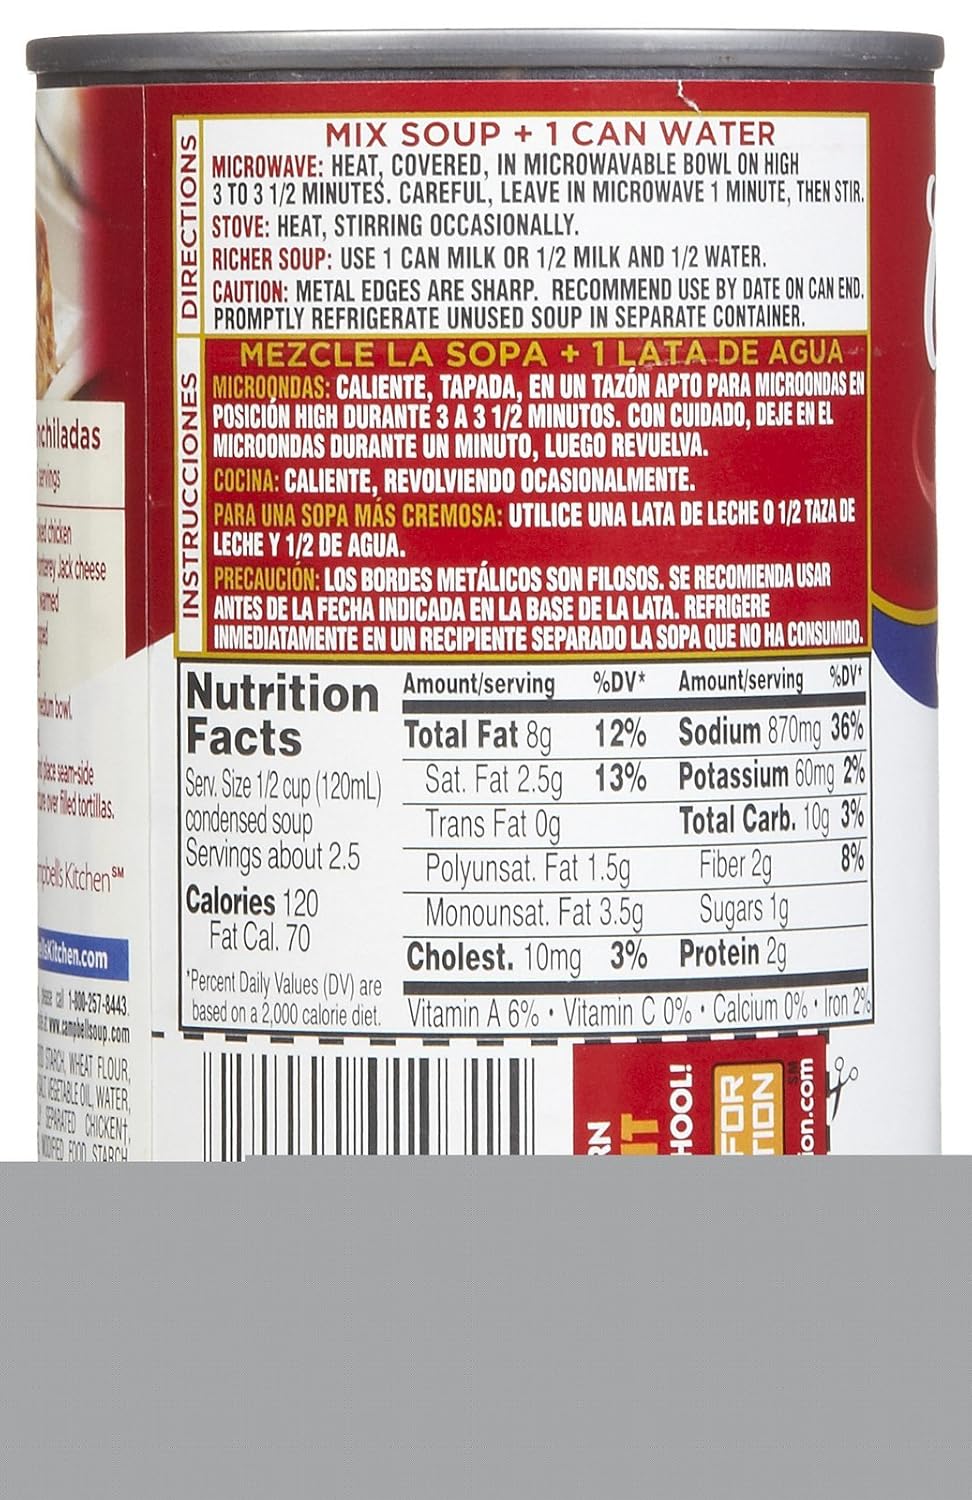 DIRECTIONS
MIX SOUP + 1 CAN WATER
MICROWAVE: HEAT, COVERED, IN MICROWAVABLE BOWL ON HIGH
3 TO 3 1/2 MINUTES. CAREFUL, LEAVE IN MICROWAVE 1 MINUTE, THEN STIR.
STOVE: HEAT, STIRRING OCCASIONALLY.
RICHER SOUP: USE 1 CAN MILK OR 1/2 MILK AND 1/2 WATER.
CAUTION: METAL EDGES ARE SHARP. RECOMMEND USE BY DATE ON CAN END.
PROMPTLY REFRIGERATE UNUSED SOUP IN SEPARATE CONTAINER.
INSTRUCCIONES
MEZCLE LA SOPA + 1 LATA DE AGUA
MICROONDAS: CALIENTE, TAPADA, EN UN TAZÓN APTO PARA MICROONDAS EN
POSICIÓN HIGH DURANTE 3 A 3 1/2 MINUTOS. CON CUIDADO, DEJE EN EL
MICROONDAS DURANTE UN MINUTO, LUEGO REVUELVA.
COCINA: CALIENTE, REVOLVIENDO OCASIONALMENTE.
PARA UNA SOPA MÁS CREMOSA: UTILICE UNA LATA DE LECHE O 1/2 TAZA DE
LECHE Y 1/2 DE AGUA.
PRECAUCIÓN: LOS BORDES METÁLICOS SON FILOSOS. SE RECOMIENDA USAR
ANTES DE LA FECHA INDICADA EN LA BASE DE LA LATA. REFRIGERE
INMEDIATAMENTE EN UN RECIPIENTE SEPARADO LA SOPA QUE NO HA CONSUMIDO.
Nutrition
Facts
Serv. Size 1/2 cup (120mL)
condensed soup
Servings about 2.5
Calories 120
Fat Cal. 70
*Percent Daily Values (DV) are
based on a 2,000 calorie diet.
Amount/serving %DV*
Total Fat 8g 12%
Sat. Fat 2.5g 13%
Trans Fat 0g
Polyunsat. Fat 1.5g
Monounsat. Fat 3.5g
Cholest. 10mg 3%
Amount/serving %DV*
Sodium 870mg 36%
Potassium 60mg 2%
Total Carb. 10g 3%
Fiber 2g 8%
Sugars 1g
Protein 2g
Vitamin A 6% • Vitamin C 0% • Calcium 0% • Iron 2%
nchiladas
servings
chicken
Jack cheese
warmed
medium bowl.
place seam-side
over filled tortillas.
Kitchen℠
Kitchen.com
call 1-800-257-8443.
www.campbellsoup.com
STARCH, WHEAT FLOUR,
VEGETABLE OIL, WATER,
SEPARATED CHICKEN†,
MODIFIED FOOD STARCH
RN
IT
HOOL!
FOR
TION
SM
ion.com